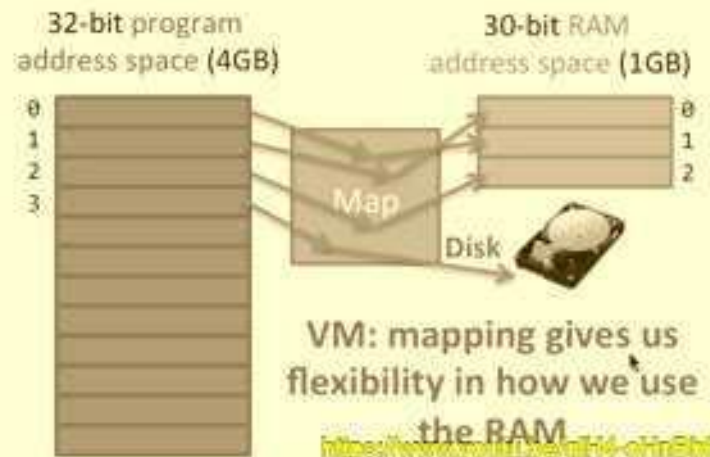 32-bit program
address space (4GB)
30-bit RAM
address space (1GB)
0
1
2
3
Map
0
1
2
Disk
VM: mapping gives us
flexibility in how we use
the RAM